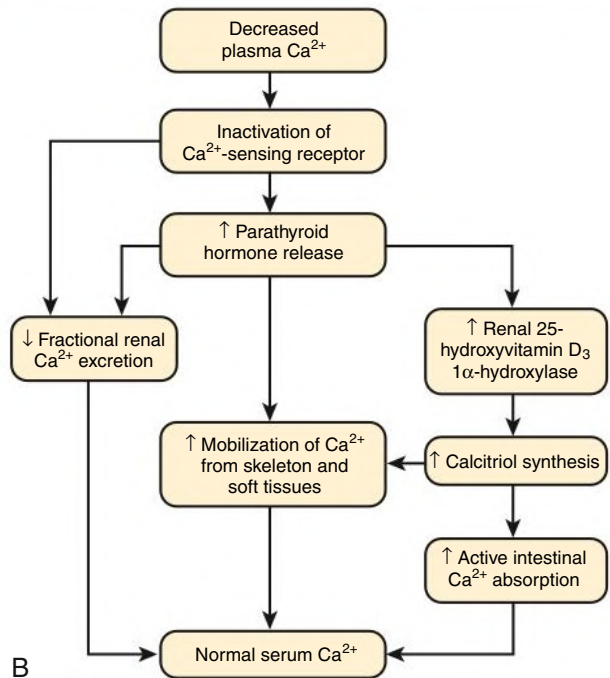 Decreased
plasma Ca²⁺
Inactivation of
Ca²⁺-sensing receptor
↑ Parathyroid
hormone release
↓ Fractional renal
Ca²⁺ excretion
↑ Renal 25-
hydroxyvitamin D₃
1α-hydroxylase
↑ Mobilization of Ca²⁺
from skeleton and
soft tissues
↑ Calcitriol synthesis
↑ Active intestinal
Ca²⁺ absorption
Normal serum Ca²⁺
B